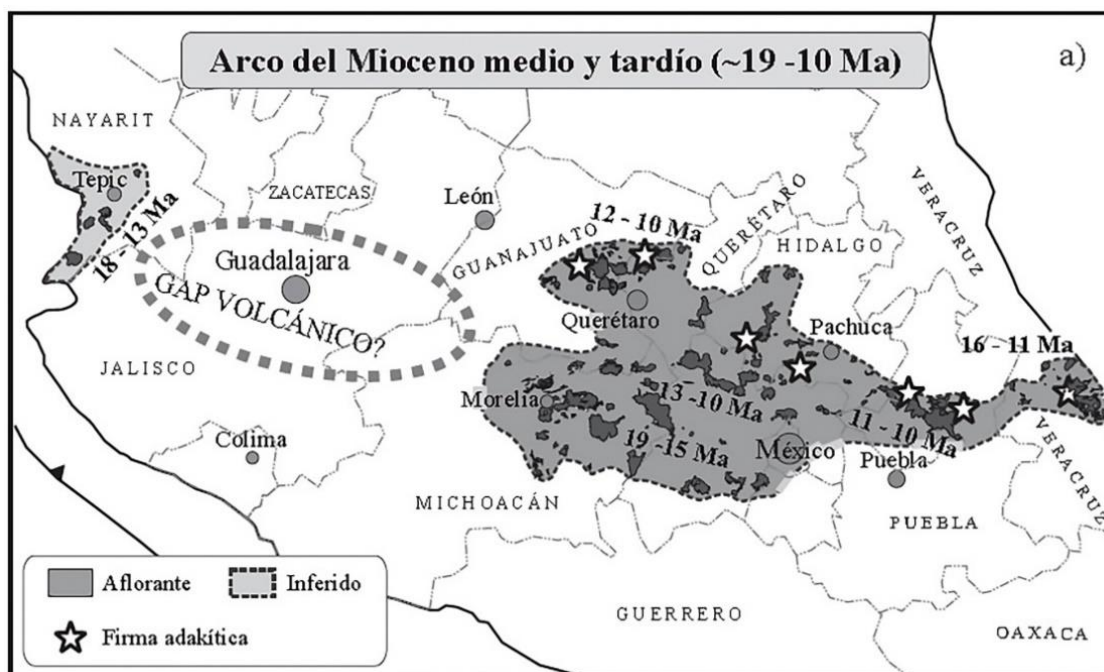 Arco del Mioceno medio y tardío (~19 -10 Ma)
a)
NAYARIT
Tepic
18 - 13 Ma
ZACATECAS
León
Guadalajara
GAP VOLCÁNICO?
JALISCO
Colima
12 - 10 Ma
GUANAJUATO
QUERÉTARO
HIDALGO
VERACRUZ
Querétaro
Pachuca
16 - 11 Ma
Morelia
13 -10 Ma
19 -15 Ma
México
11 - 10 Ma
Puebla
VERACRUZ
MICHOACÁN
PUEBLA
GUERRERO
OAXACA
Aflorante
Inferido
Firma adakítica